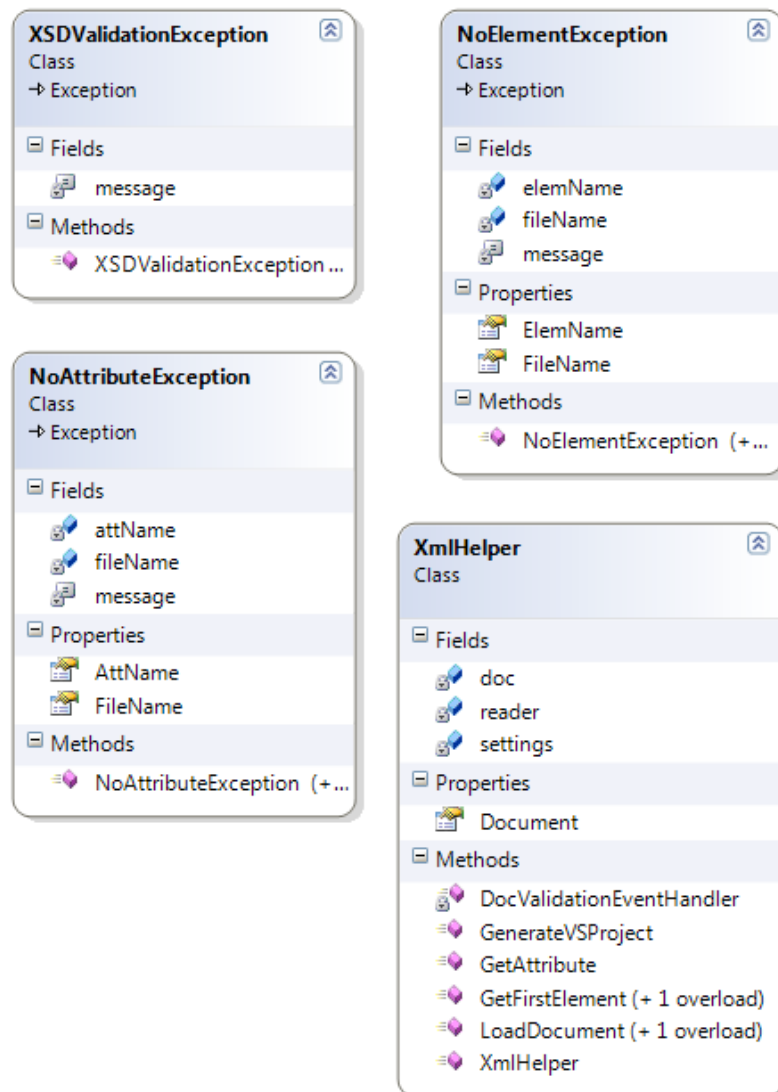 XSDValidationException
Class
Exception
Fields
message
Methods
XSDValidationException ...
NoElementException
Class
Exception
Fields
elemName
fileName
message
Properties
ElemName
FileName
Methods
NoElementException (+...
NoAttributeException
Class
Exception
Fields
attName
fileName
message
Properties
AttName
FileName
Methods
NoAttributeException (+...
XmlHelper
Class
Fields
doc
reader
settings
Properties
Document
Methods
DocValidationEventHandler
GenerateVSProject
GetAttribute
GetFirstElement (+ 1 overload)
LoadDocument (+ 1 overload)
XmlHelper